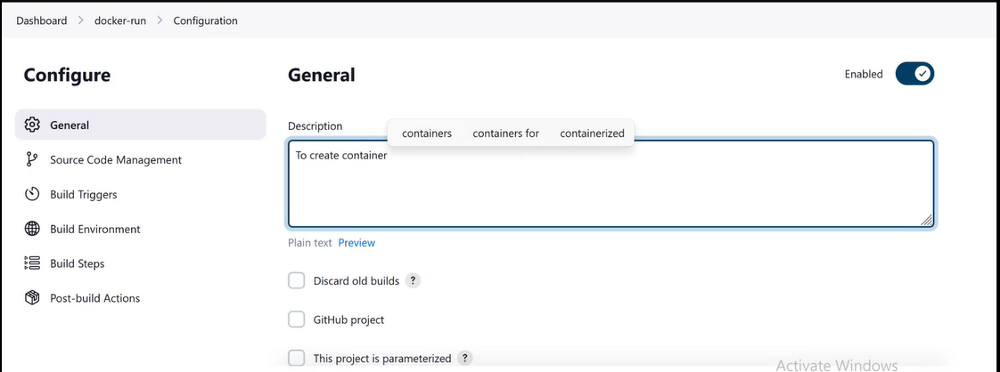 Dashboard > docker-run > Configuration
Configure
General
Source Code Management
Build Triggers
Build Environment
Build Steps
Post-build Actions
General
Enabled
Description
containers containers for containerized
To create container
Plain text Preview
Discard old builds ?
GitHub project
This project is parameterized ?
Activate Windows